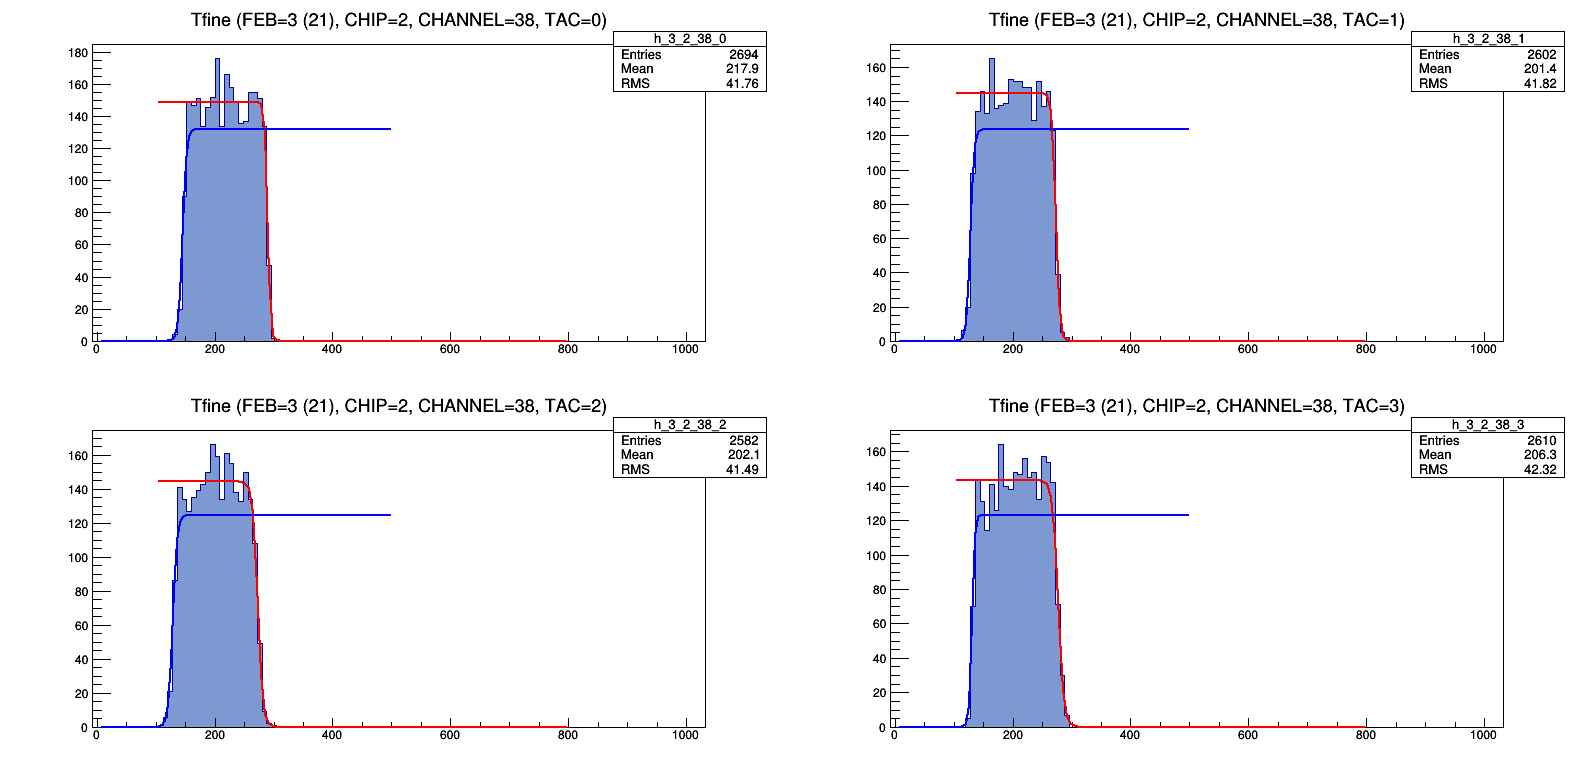 Tfine (FEB=3 (21), CHIP=2, CHANNEL=38, TAC=0)
h_3_2_38_0
Entries 2694
Mean 217.9
RMS 41.76
180
160
140
120
100
80
60
40
20
0
0 200 400 600 800 1000
Tfine (FEB=3 (21), CHIP=2, CHANNEL=38, TAC=1)
h_3_2_38_1
Entries 2602
Mean 201.4
RMS 41.82
160
140
120
100
80
60
40
20
0
0 200 400 600 800 1000
Tfine (FEB=3 (21), CHIP=2, CHANNEL=38, TAC=2)
h_3_2_38_2
Entries 2582
Mean 202.1
RMS 41.49
160
140
120
100
80
60
40
20
0
0 200 400 600 800 1000
Tfine (FEB=3 (21), CHIP=2, CHANNEL=38, TAC=3)
h_3_2_38_3
Entries 2610
Mean 206.3
RMS 42.32
160
140
120
100
80
60
40
20
0
0 200 400 600 800 1000